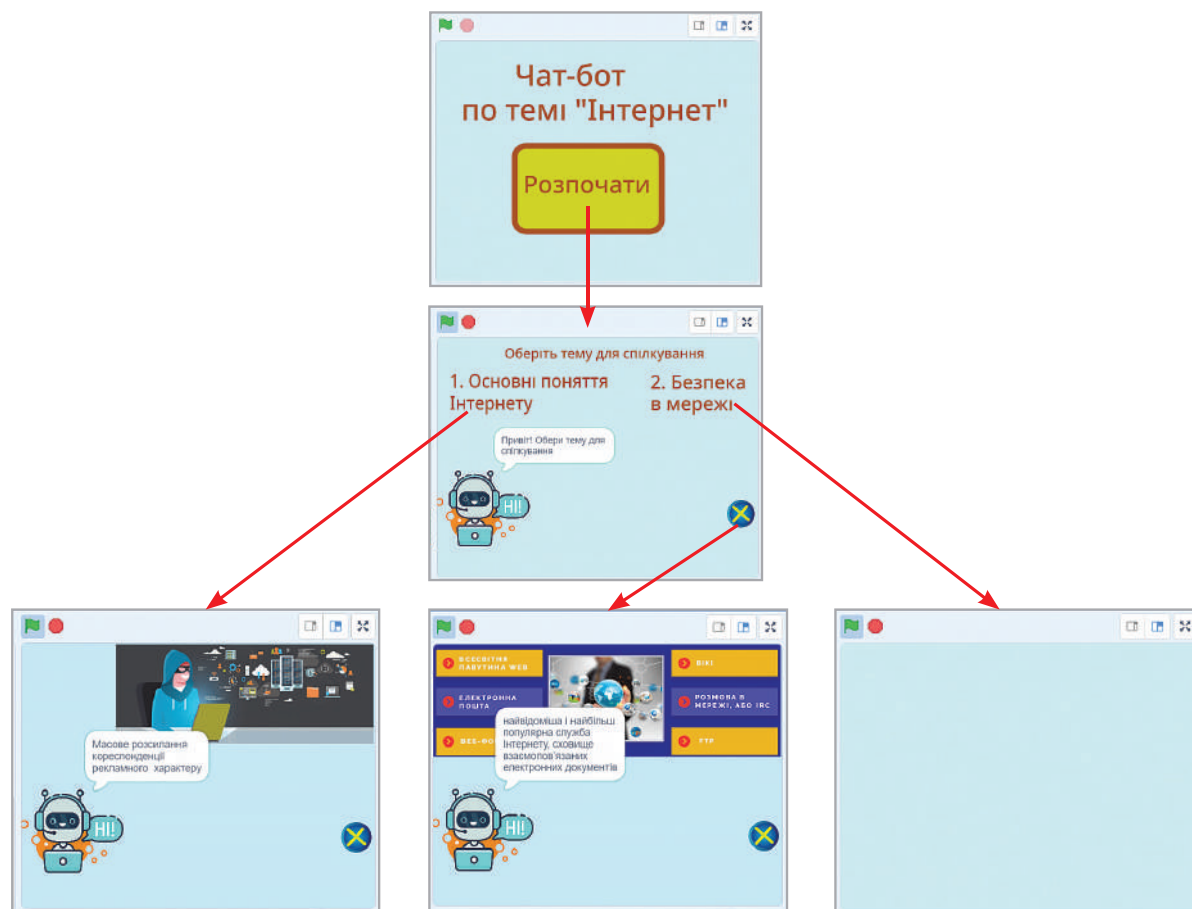 Чат-бот
по темі "Інтернет"
Розпочати
Оберіть тему для спілкування
1. Основні поняття
Інтернету
2. Безпека
в мережі
Привіт! Обери тему для
спілкування
HI!
Масове розсилання
кореспонденції
рекламного характеру
HI!
ВСЕСВІТНЯ
ПАВУТИНА WEB
ЕЛЕКТРОННА
ПОШТА
ВЕБ-ФО
ВІКІ
РОЗМОВА В
МЕРЕЖІ, АБО IRC
FTP
найвідоміша і найбільш
популярна служба
Інтернету, сховище
взаємопов'язаних
електронних документів
HI!